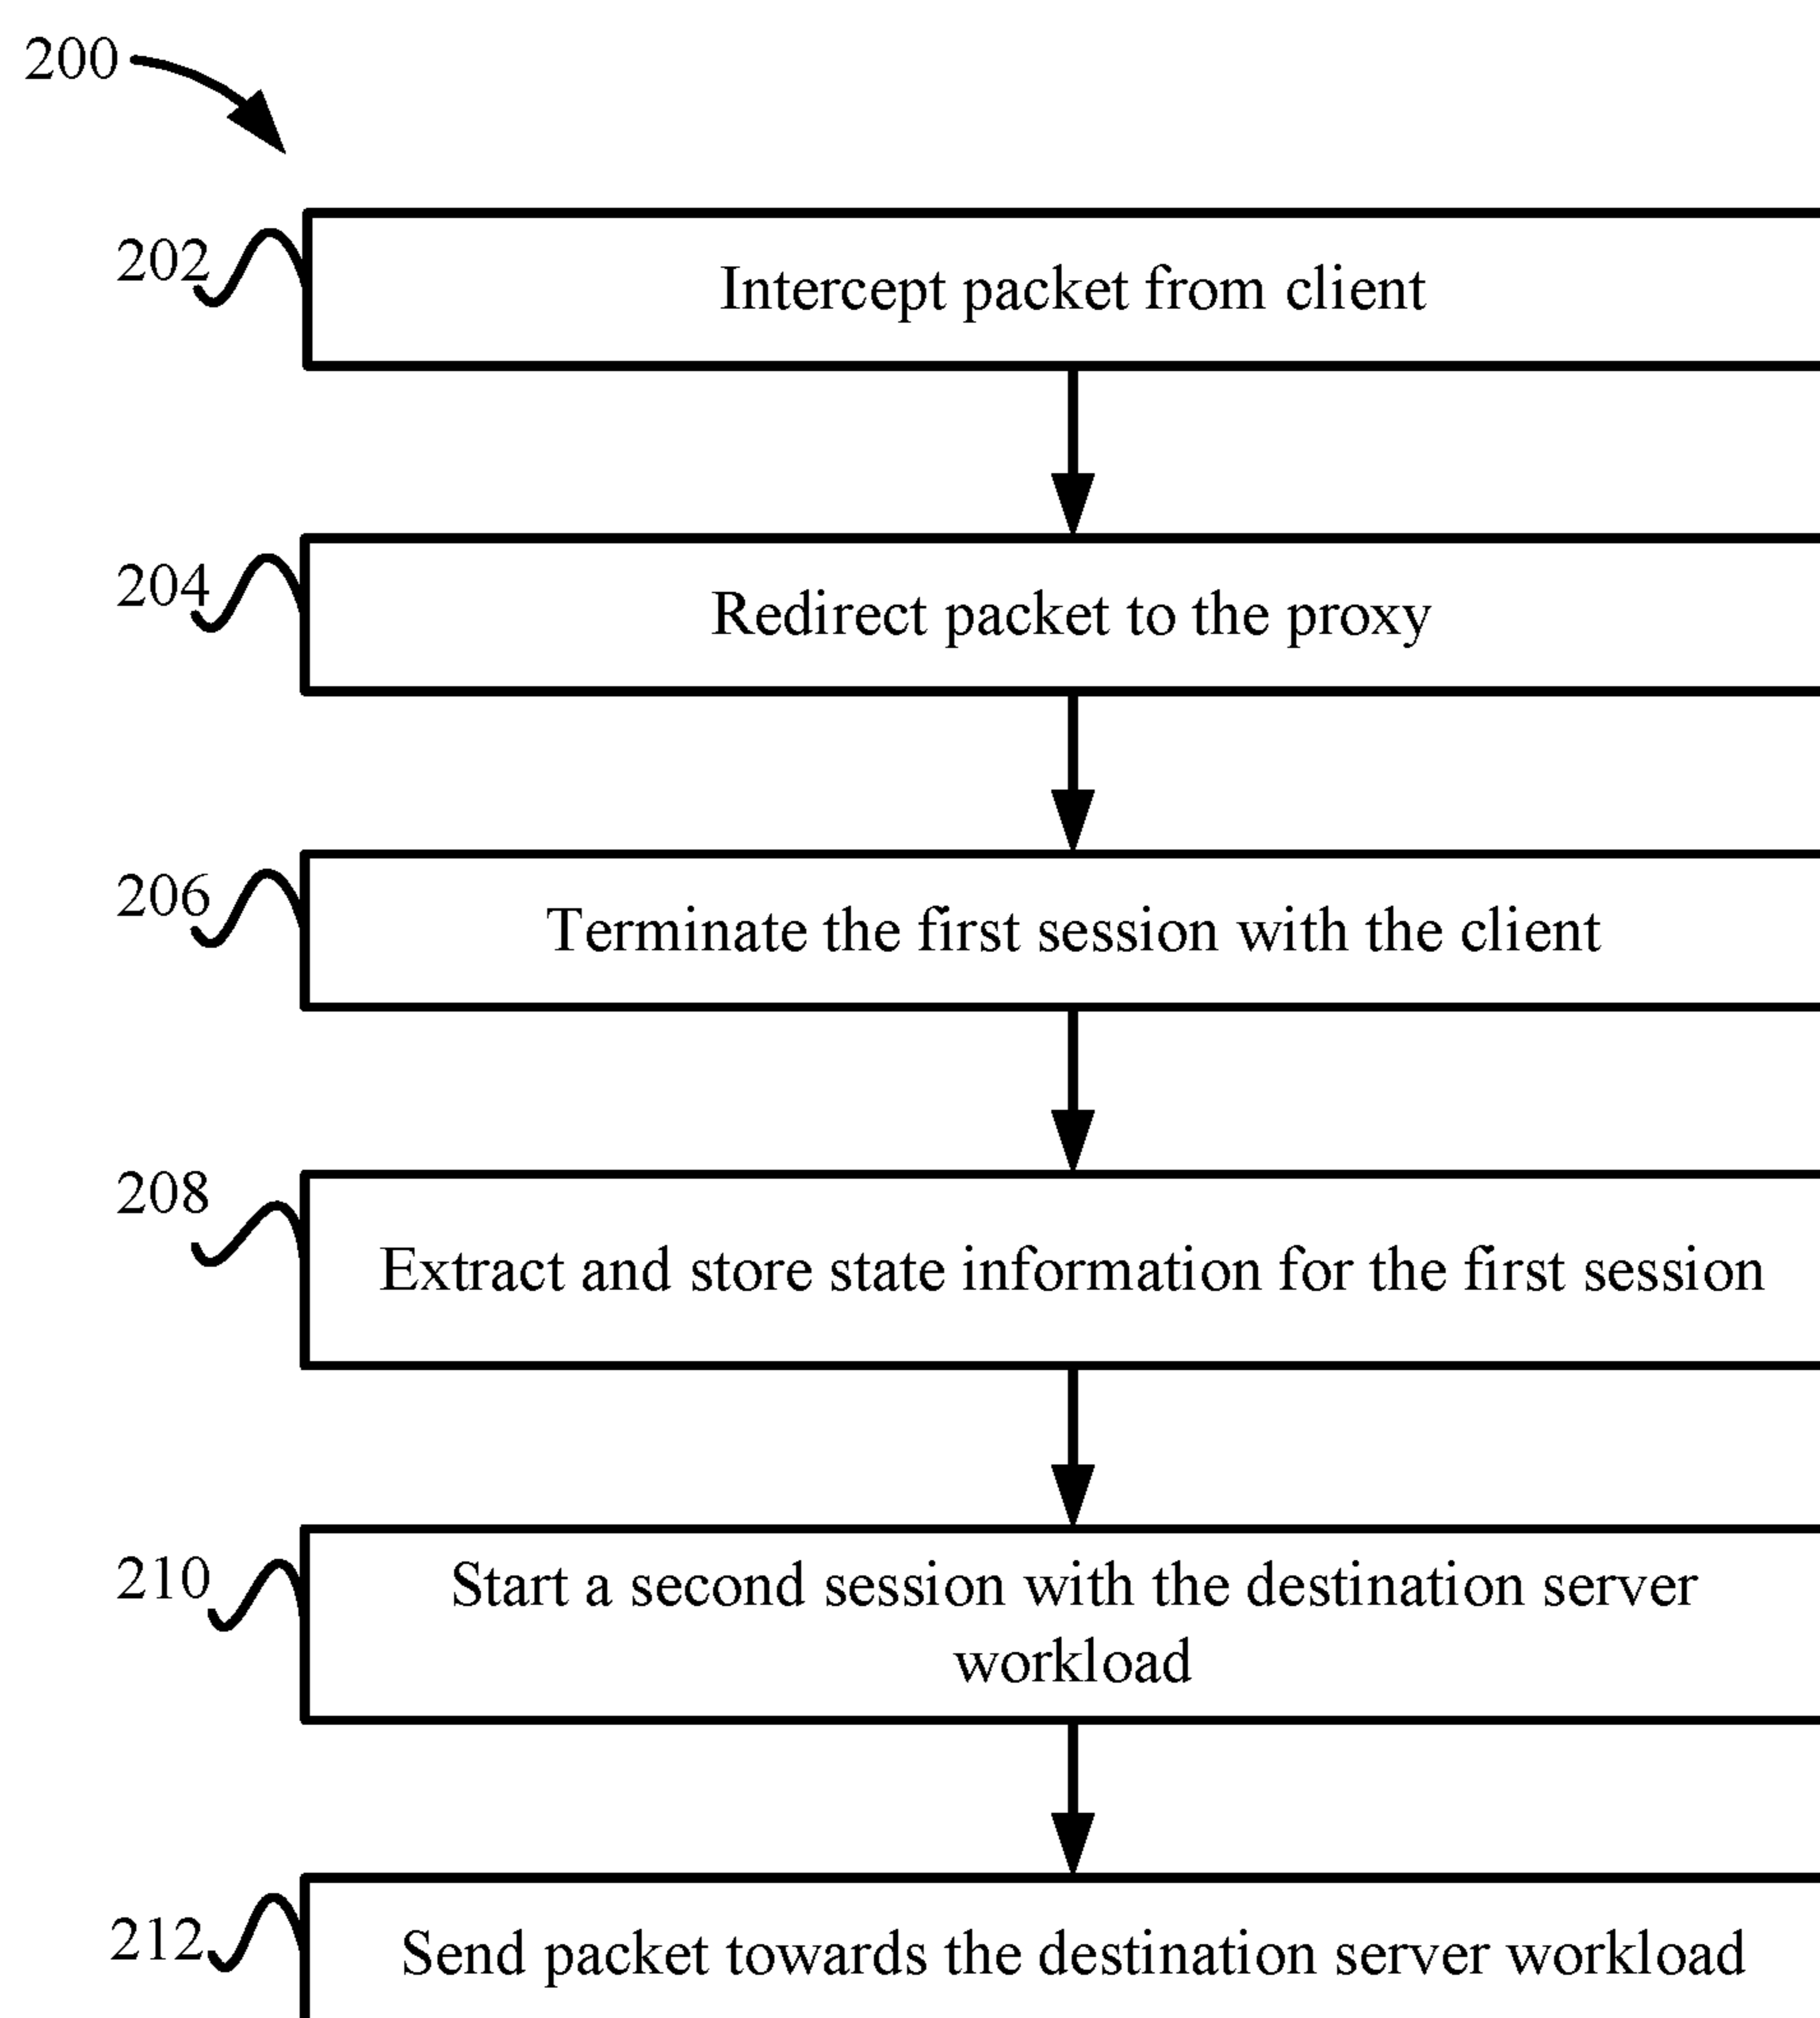 200
202
Intercept packet from client
204
Redirect packet to the proxy
206
Terminate the first session with the client
208
Extract and store state information for the first session
210
Start a second session with the destination server
workload
212
Send packet towards the destination server workload